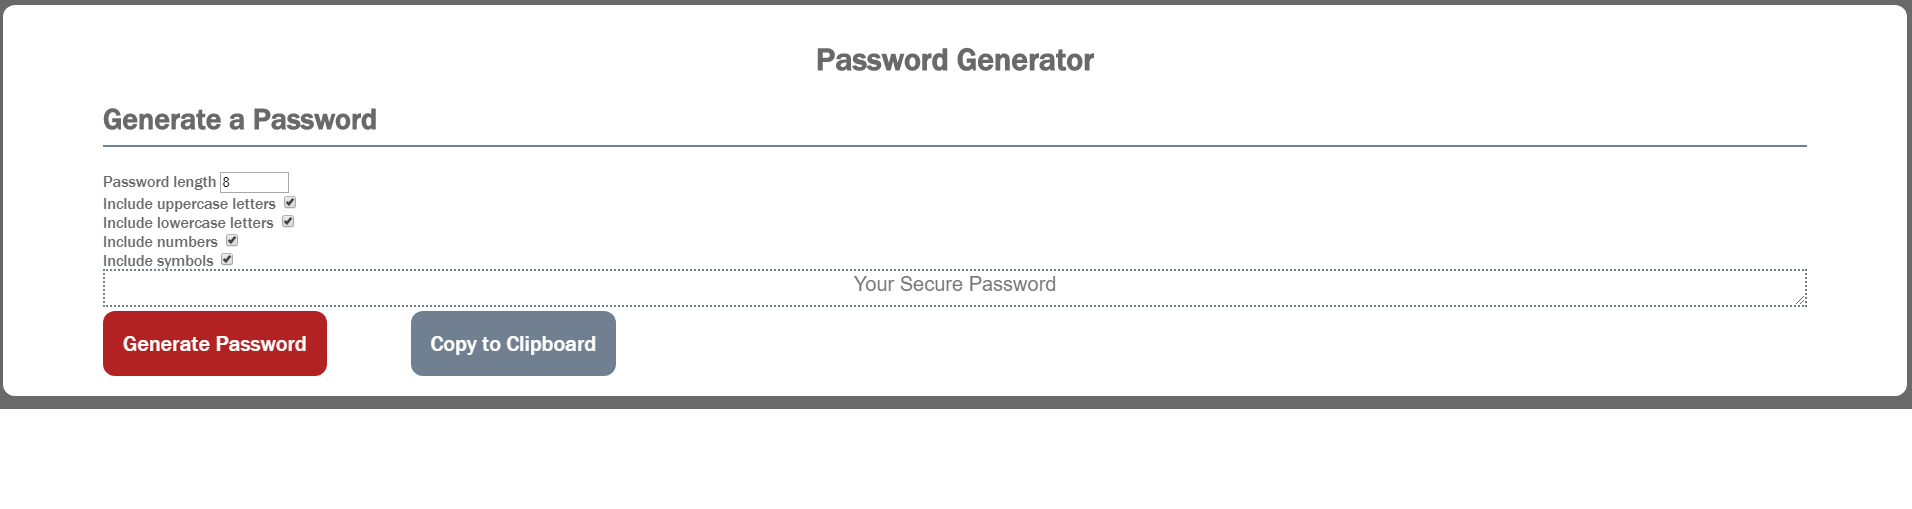 Password Generator
Generate a Password
Password length 8
Include uppercase letters
Include lowercase letters
Include numbers
Include symbols
Your Secure Password
Generate Password
Copy to Clipboard